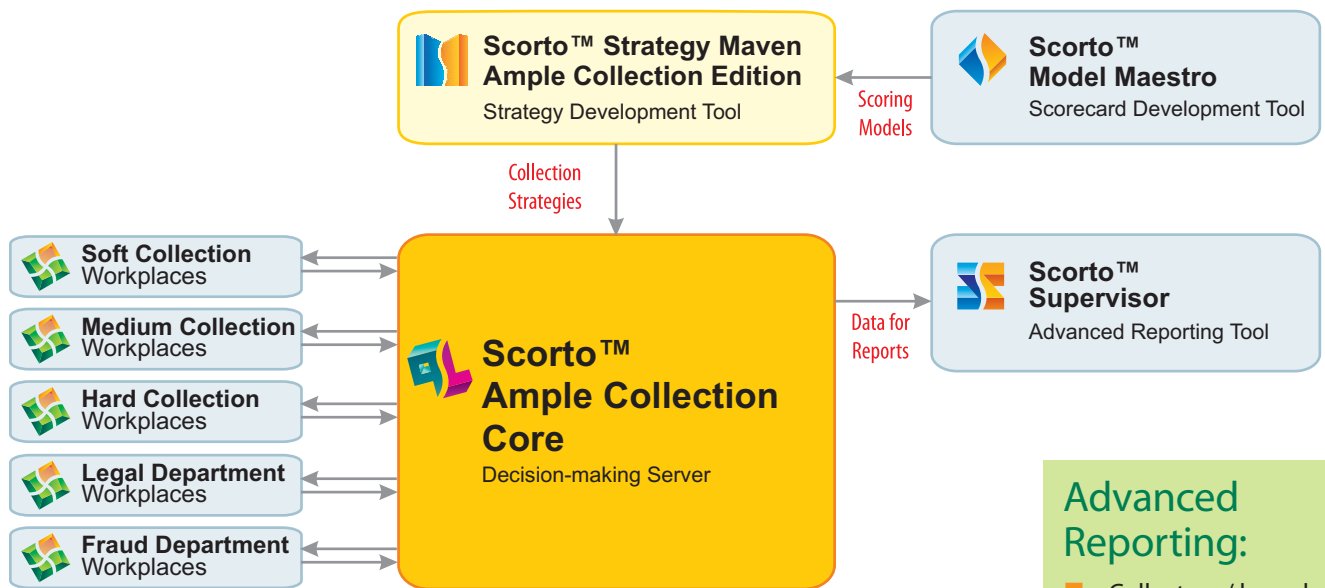 Scorto™ Strategy Maven
Ample Collection Edition
Strategy Development Tool
Scoring
Models
Scorto™
Model Maestro
Scorecard Development Tool
Collection
Strategies
Soft Collection
Workplaces
Medium Collection
Workplaces
Hard Collection
Workplaces
Legal Department
Workplaces
Fraud Department
Workplaces
Scorto™
Ample Collection
Core
Decision-making Server
Data for
Reports
Scorto™
Supervisor
Advanced Reporting Tool
Advanced
Reporting: